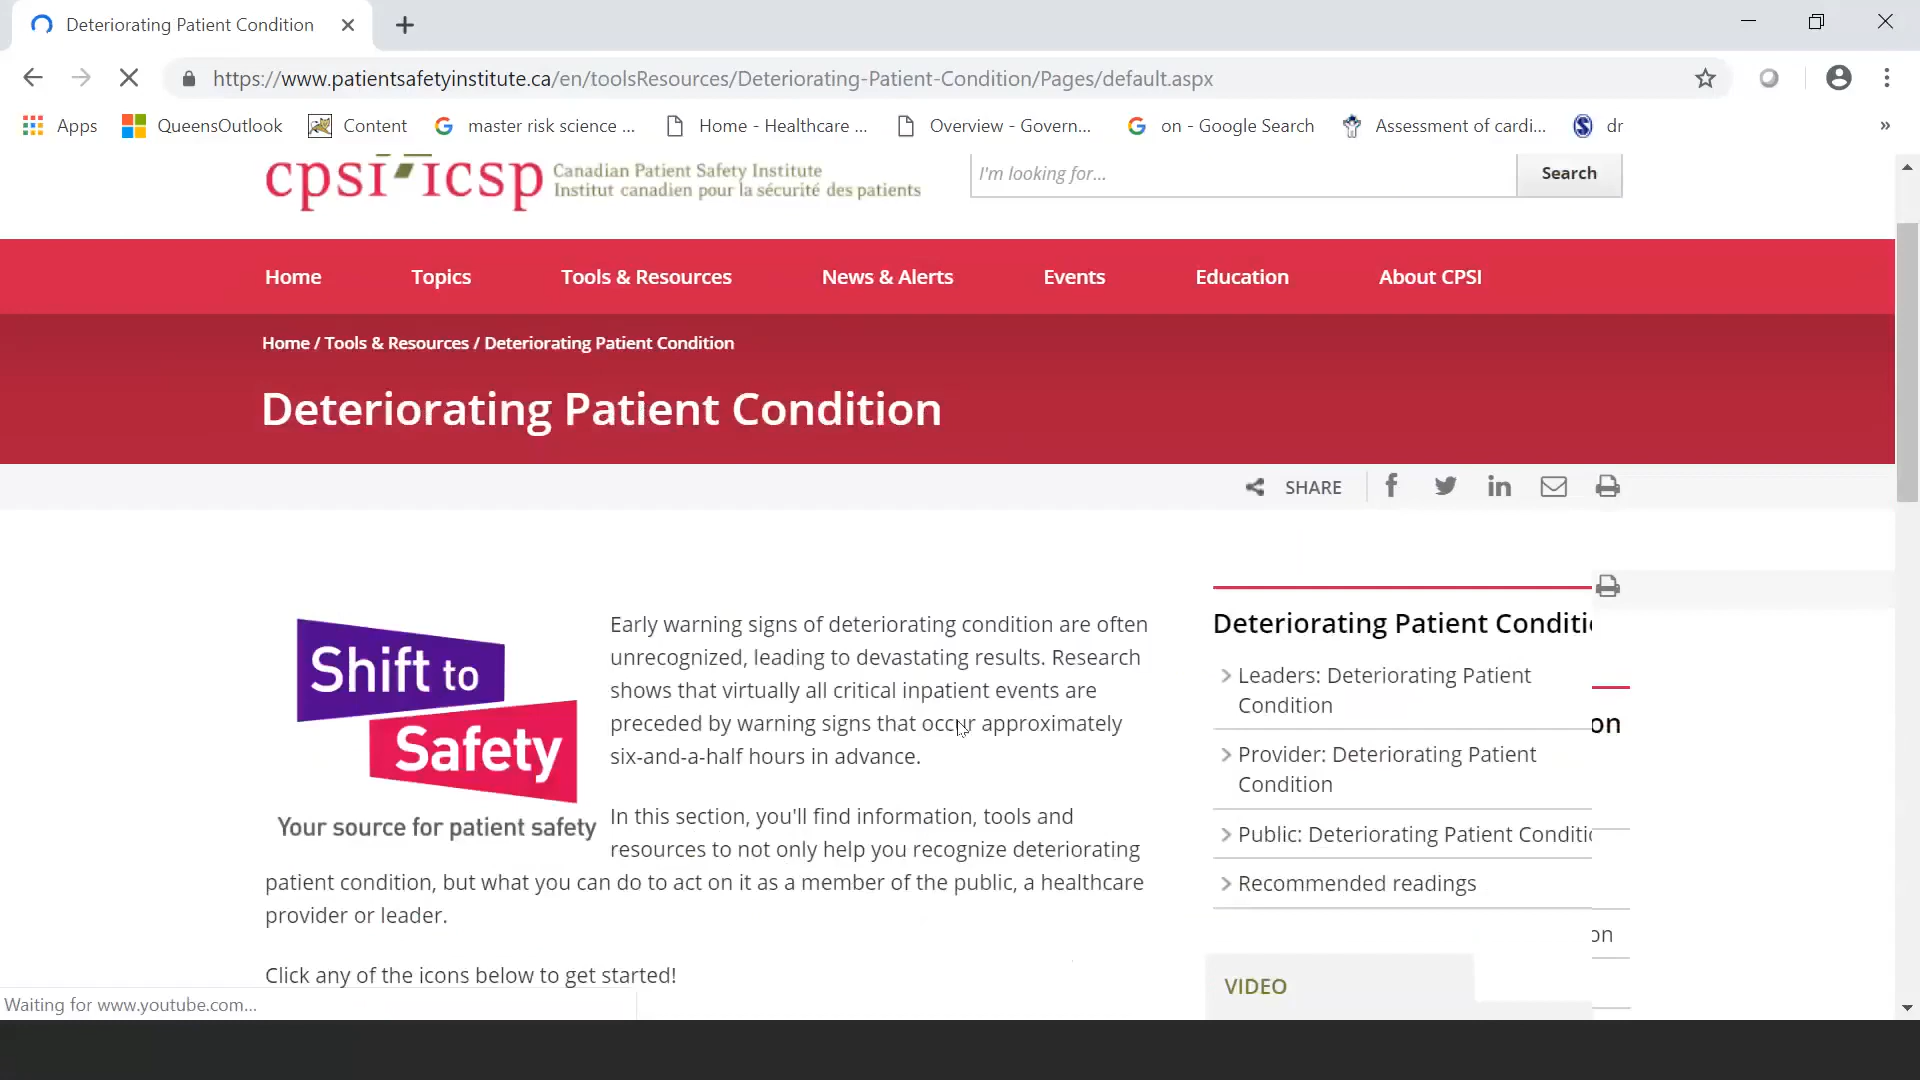 Deteriorating Patient Condition
https://www.patientsafetyinstitute.ca/en/toolsResources/Deteriorating-Patient-Condition/Pages/default.aspx
Apps QueensOutlook Content master risk science ... Home - Healthcare ... Overview - Govern... on - Google Search Assessment of cardi... dr »
cpsi icsp
Canadian Patient Safety Institute
Institut canadien pour la sécurité des patients
I'm looking for...
Search
Home Topics Tools & Resources News & Alerts Events Education About CPSI
Home / Tools & Resources / Deteriorating Patient Condition
Deteriorating Patient Condition
SHARE
Shift to
Safety
Your source for patient safety
Early warning signs of deteriorating condition are often
unrecognized, leading to devastating results. Research
shows that virtually all critical inpatient events are
preceded by warning signs that occur approximately
six-and-a-half hours in advance.
In this section, you'll find information, tools and
resources to not only help you recognize deteriorating
patient condition, but what you can do to act on it as a member of the public, a healthcare
provider or leader.
Click any of the icons below to get started!
Deteriorating Patient Conditi
on
Leaders: Deteriorating Patient
Condition
Provider: Deteriorating Patient
Condition
Public: Deteriorating Patient Conditi
Recommended readings
on
VIDEO
Waiting for www.youtube.com...